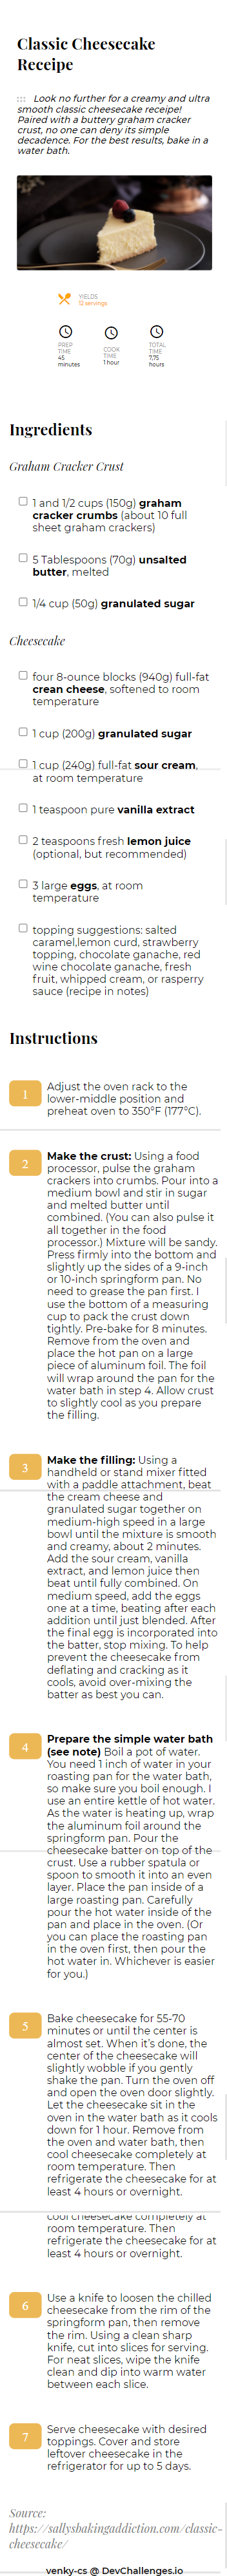 Classic Cheesecake
Receipe
::: Look no further for a creamy and ultra
smooth classic cheesecake receipe!
Paired with a buttery graham cracker
crust, no one can deny its simple
decadence. For the best results, bake in a
water bath.
YIELDS
12 servings
PREP
TIME
45
minutes
COOK
TIME
1 hour
TOTAL
TIME
7.75
hours
Ingredients
Graham Cracker Crust
1 and 1/2 cups (150g) graham
cracker crumbs (about 10 full
sheet graham crackers)
5 Tablespoons (70g) unsalted
butter, melted
1/4 cup (50g) granulated sugar
Cheesecake
four 8-ounce blocks (940g) full-fat
crean cheese, softened to room
temperature
1 cup (200g) granulated sugar
1 cup (240g) full-fat sour cream,
at room temperature
1 teaspoon pure vanilla extract
2 teaspoons fresh lemon juice
(optional, but recommended)
3 large eggs, at room
temperature
topping suggestions: salted
caramel,lemon curd, strawberry
topping, chocolate ganache, red
wine chocolate ganache, fresh
fruit, whipped cream, or rasperry
sauce (recipe in notes)
Instructions
1
Adjust the oven rack to the
lower-middle position and
preheat oven to 350°F (177°C).
2
Make the crust: Using a food
processor, pulse the graham
crackers into crumbs. Pour into a
medium bowl and stir in sugar
and melted butter until
combined. (You can also pulse it
all together in the food
processor.) Mixture will be sandy.
Press firmly into the bottom and
slightly up the sides of a 9-inch
or 10-inch springform pan. No
need to grease the pan first. I
use the bottom of a measuring
cup to pack the crust down
tightly. Pre-bake for 8 minutes.
Remove from the oven and
place the hot pan on a large
piece of aluminum foil. The foil
will wrap around the pan for the
water bath in step 4. Allow crust
to slightly cool as you prepare
the filling.
3
Make the filling: Using a
handheld or stand mixer fitted
with a paddle attachment, beat
the cream cheese and
granulated sugar together on
medium-high speed in a large
bowl until the mixture is smooth
and creamy, about 2 minutes.
Add the sour cream, vanilla
extract, and lemon juice then
beat until fully combined. On
medium speed, add the eggs
one at a time, beating after each
addition until just blended. After
the final egg is incorporated into
the batter, stop mixing. To help
prevent the cheesecake from
deflating and cracking as it
cools, avoid over-mixing the
batter as best you can.
4
Prepare the simple water bath
(see note) Boil a pot of water.
You need 1 inch of water in your
roasting pan for the water bath,
so make sure you boil enough. I
use an entire kettle of hot water.
As the water is heating up, wrap
the aluminum foil around the
springform pan. Pour the
cheesecake batter on top of the
crust. Use a rubber spatula or
spoon to smooth it into an even
layer. Place the pan inside of a
large roasting pan. Carefully
pour the hot water inside of the
pan and place in the oven. (Or
you can place the roasting pan
in the oven first, then pour the
hot water in. Whichever is easier
for you.)
5
Bake cheesecake for 55-70
minutes or until the center is
almost set. When it's done, the
center of the cheesecake will
slightly wobble if you gently
shake the pan. Turn the oven off
and open the oven door slightly.
Let the cheesecake sit in the
oven in the water bath as it cools
down for 1 hour. Remove from
the oven and water bath, then
cool cheesecake completely at
room temperature. Then
refrigerate the cheesecake for at
least 4 hours or overnight.
cool cheesecake completely at
room temperature. Then
refrigerate the cheesecake for at
least 4 hours or overnight.
6
Use a knife to loosen the chilled
cheesecake from the rim of the
springform pan, then remove
the rim. Using a clean sharp
knife, cut into slices for serving.
For neat slices, wipe the knife
clean and dip into warm water
between each slice.
7
Serve cheesecake with desired
toppings. Cover and store
leftover cheesecake in the
refrigerator for up to 5 days.
Source:
https://sallysbakingaddiction.com/classic-
cheesecake/
venky-cs @ DevChallenges.io